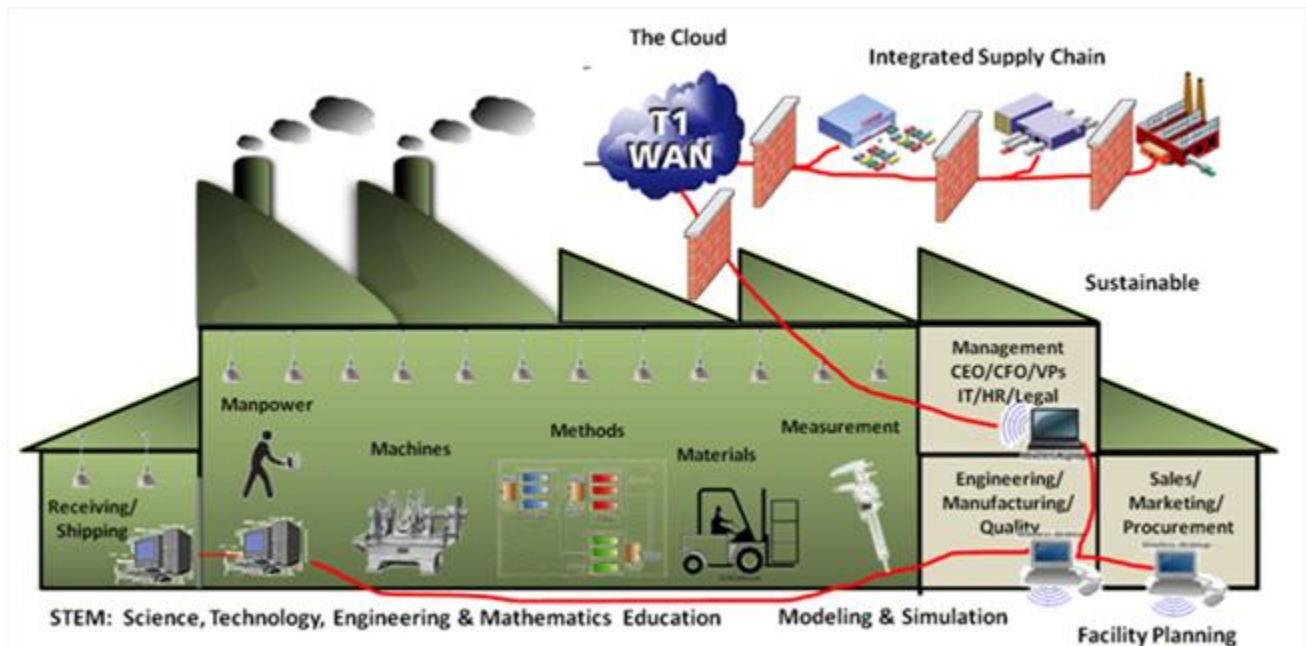 The Cloud
Integrated Supply Chain
T1
WAN
Sustainable
Management
CEO/CFO/VPs
IT/HR/Legal
Manpower
Machines
Methods
Materials
Measurement
Receiving/
Shipping
Engineering/
Manufacturing/
Quality
Sales/
Marketing/
Procurement
STEM: Science, Technology, Engineering & Mathematics Education
Modeling & Simulation
Facility Planning